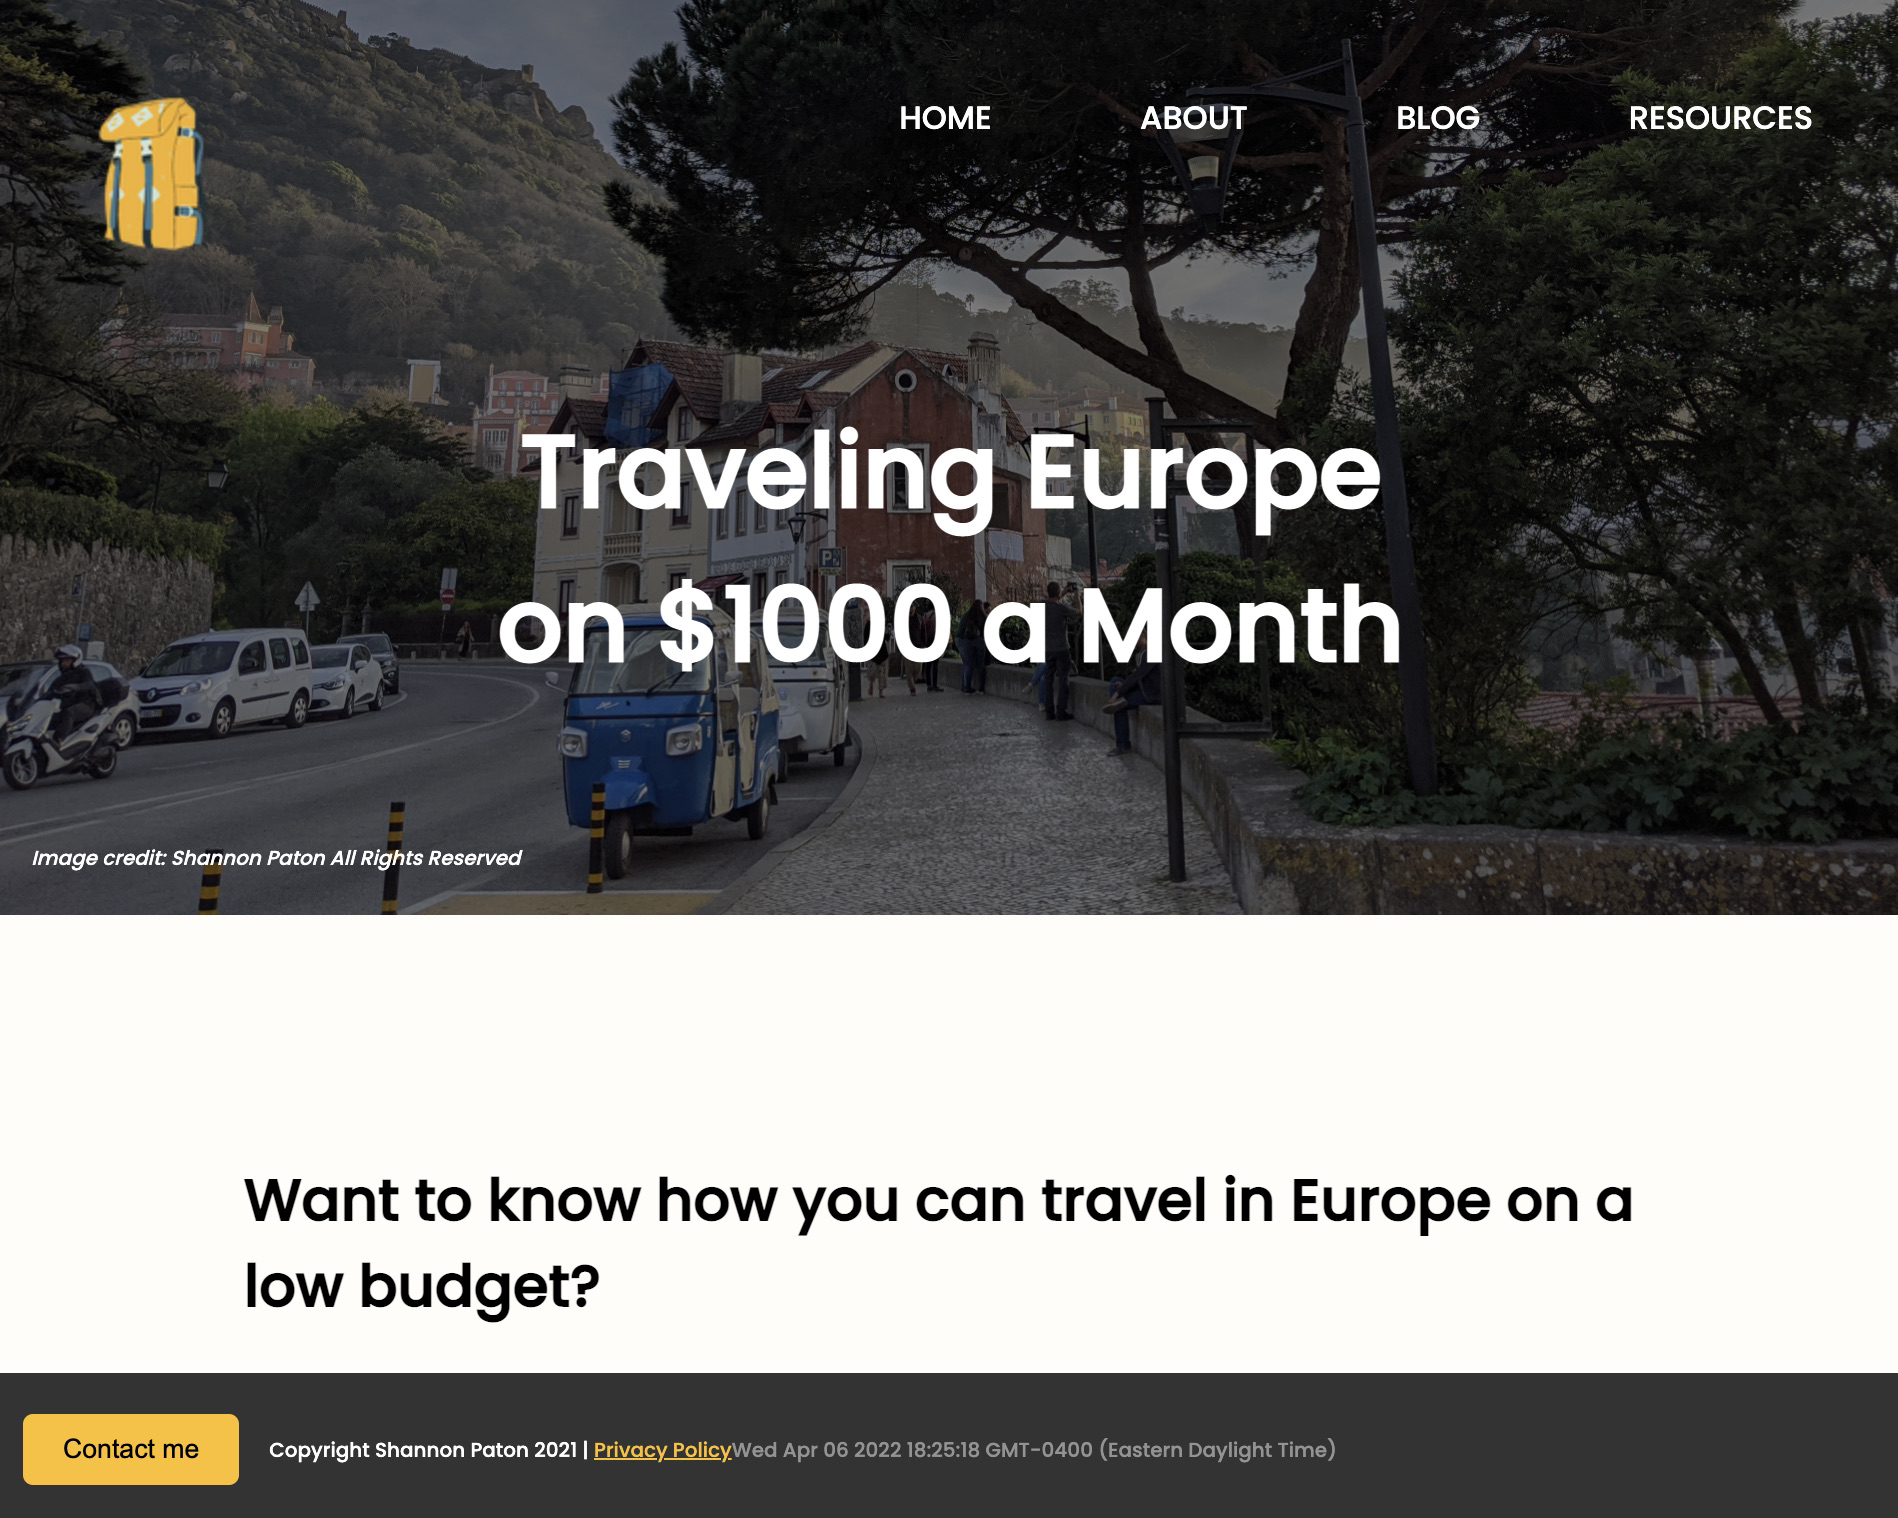 HOME ABOUT BLOG RESOURCES
Traveling Europe
on $1000 a Month
Image credit: Shannon Paton All Rights Reserved
Want to know how you can travel in Europe on a
low budget?
Contact me Copyright Shannon Paton 2021 | Privacy PolicyWed Apr 06 2022 18:25:18 GMT-0400 (Eastern Daylight Time)